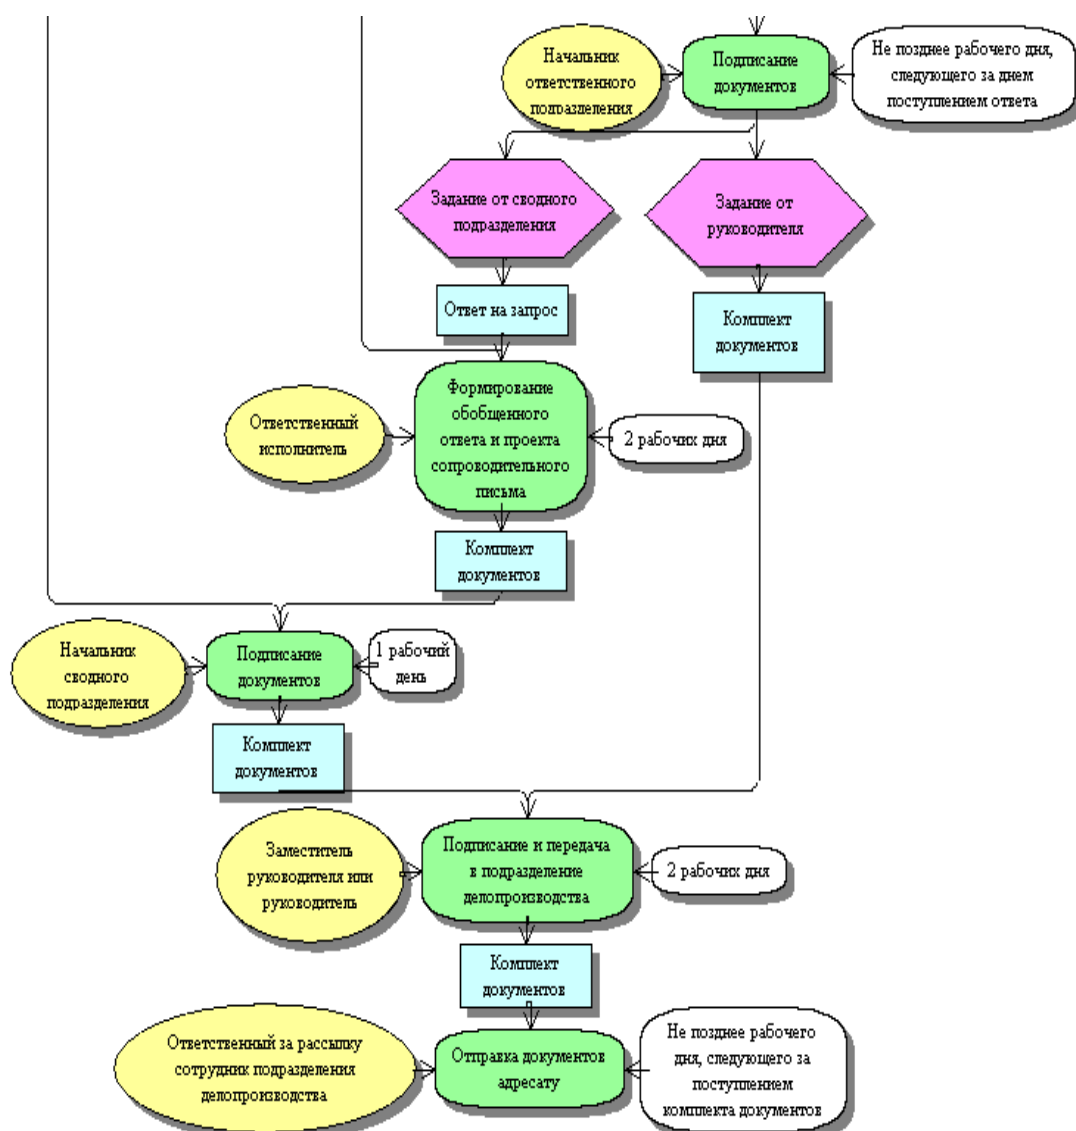 Начальник
ответственного
подразделения
Подписание
документов
Не позднее рабочего дня,
следующего за днем
поступлением ответа
Задание от сводного
подразделения
Задание от
руководителя
Ответ на запрос
Комплект
документов
Формирование
обобщенного
ответа и проекта
сопроводительного
письма
Ответственный
исполнитель
2 рабочих дня
Комплект
документов
Начальник
сводного
подразделения
Подписание
документов
1 рабочий
день
Комплект
документов
Заместитель
руководителя или
руководитель
Подписание и передача
в подразделение
делопроизводства
2 рабочих дня
Комплект
документов
Ответственный за рассылку
сотрудник подразделения
делопроизводства
Отправка документов
адресату
Не позднее рабочего
дня, следующего за
поступлением
комплекта документов